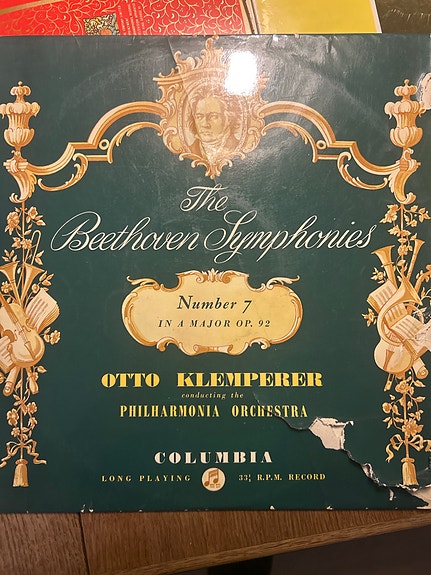 The
Beethoven Symphonies
Number 7
IN A MAJOR OP. 92
OTTO KLEMPERER
conducting the
PHILHARMONIA ORCHESTRA
COLUMBIA
LONG PLAYING 33⅓ R.P.M. RECORD